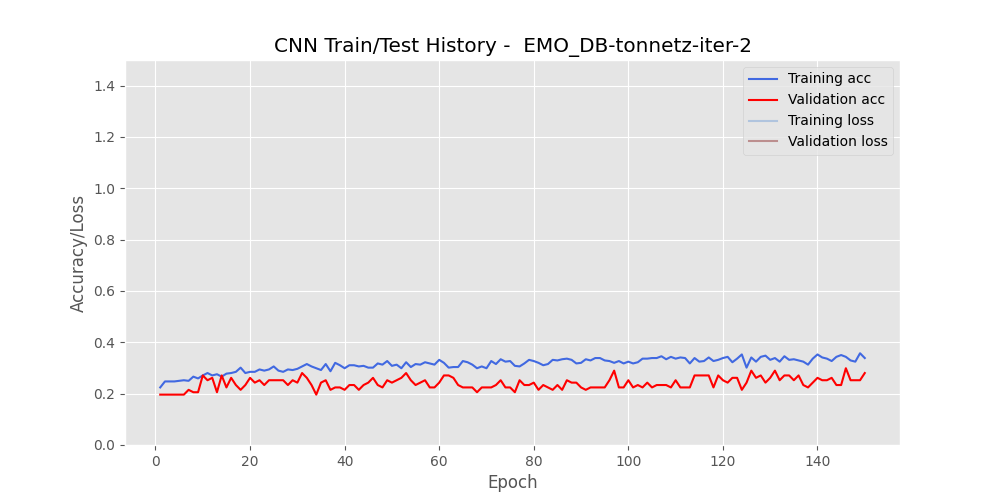 CNN Train/Test History -  EMO_DB-tonnetz-iter-2
Training acc
Validation acc
Training loss
Validation loss
Accuracy/Loss
1.4
1.2
1.0
0.8
0.6
0.4
0.2
0.0
0 20 40 60 80 100 120 140
Epoch